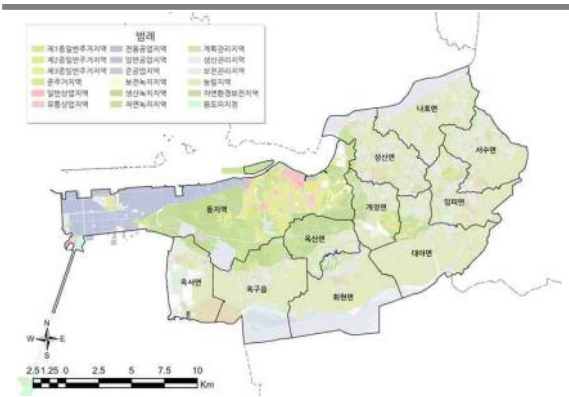 범례
제1종일반주거지역 전용공업지역 계획관리지역
제2종일반주거지역 일반공업지역 생산관리지역
제3종일반주거지역 준공업지역 보전관리지역
준주거지역 보전녹지지역 농림지역
일반상업지역 생산녹지지역 자연환경보전지역
유통상업지역 자연녹지지역 용도미지정
나포면
서수면
성산면
임피면
개정면
동지역
옥산면
대야면
옥서면
옥구읍
회현면
N
W E
S
2.5 1.25 0 2.5 5 7.5 10
Km